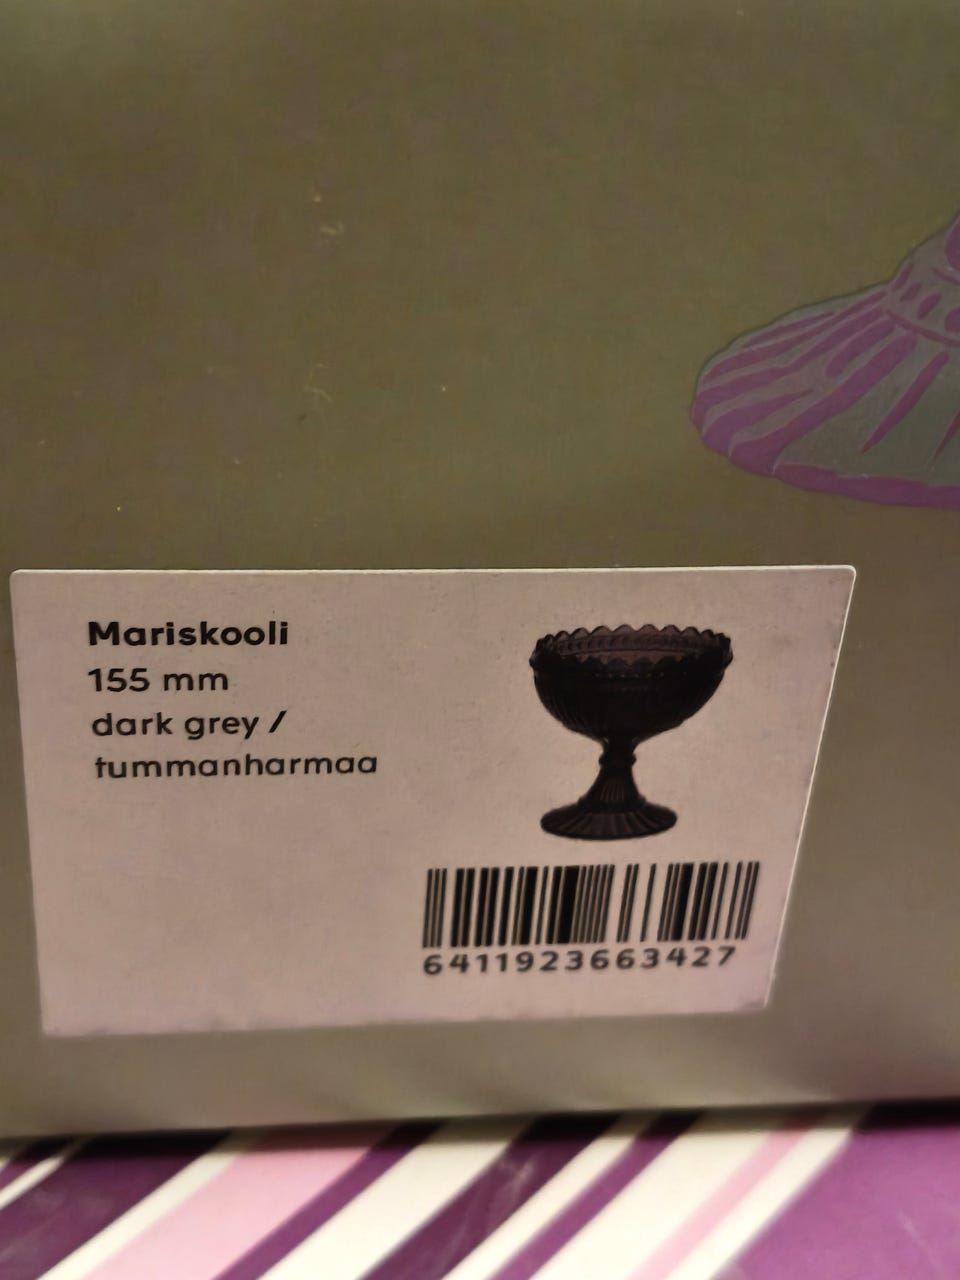 Mariskooli
155 mm
dark grey /
tummanharmaa
6411923663427